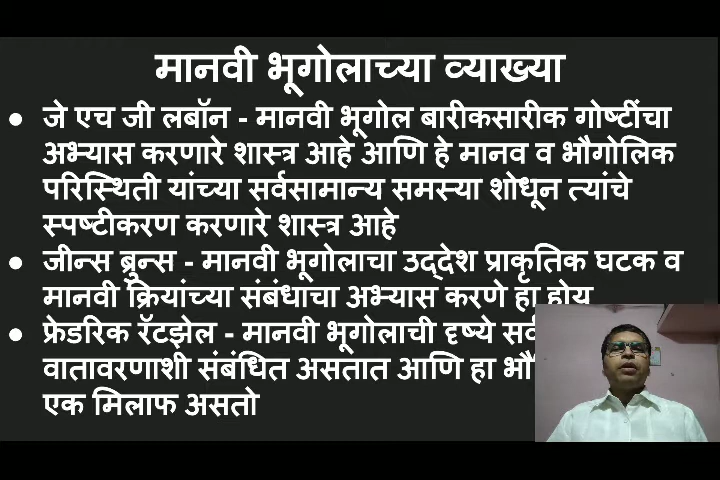 मानवी भूगोलाच्या व्याख्या
● जे एच जी लबॉन - मानवी भूगोल बारीकसारीक गोष्टींचा
अभ्यास करणारे शास्त्र आहे आणि हे मानव व भौगोलिक
परिस्थिती यांच्या सर्वसामान्य समस्या शोधून त्यांचे
स्पष्टीकरण करणारे शास्त्र आहे
● जीन्स ब्रुन्स - मानवी भूगोलाचा उद्देश प्राकृतिक घटक व
मानवी क्रियांच्या संबंधाचा अभ्यास करणे हा होय
● फ्रेडरिक रॅटझेल - मानवी भूगोलाची दृष्ये
वातावरणाशी संबंधित असतात आणि हा
एक मिलाफ असतो